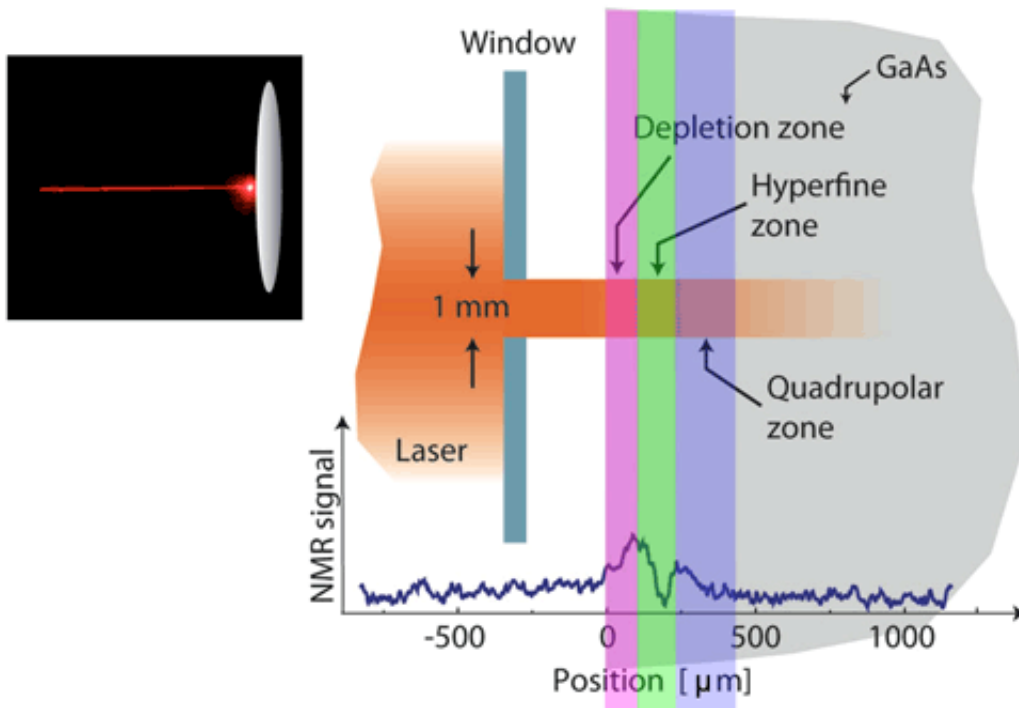 Window
GaAs
Depletion zone
Hyperfine
zone
1 mm
Quadrupolar
zone
Laser
NMR signal
-500
0
500
1000
Position [ μm]